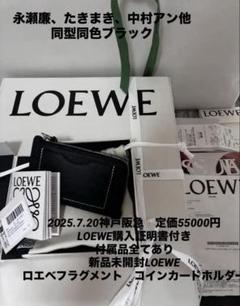 永瀬廉、たきまき、中村アン他
同型同色ブラック
LOEWE
LOEWE
2025.7.20神戸阪急 定価55000円
LOEWE購入証明書付き
付属品全てあり
新品未開封LOEWE
ロエベフラグメント コインカードホルダー